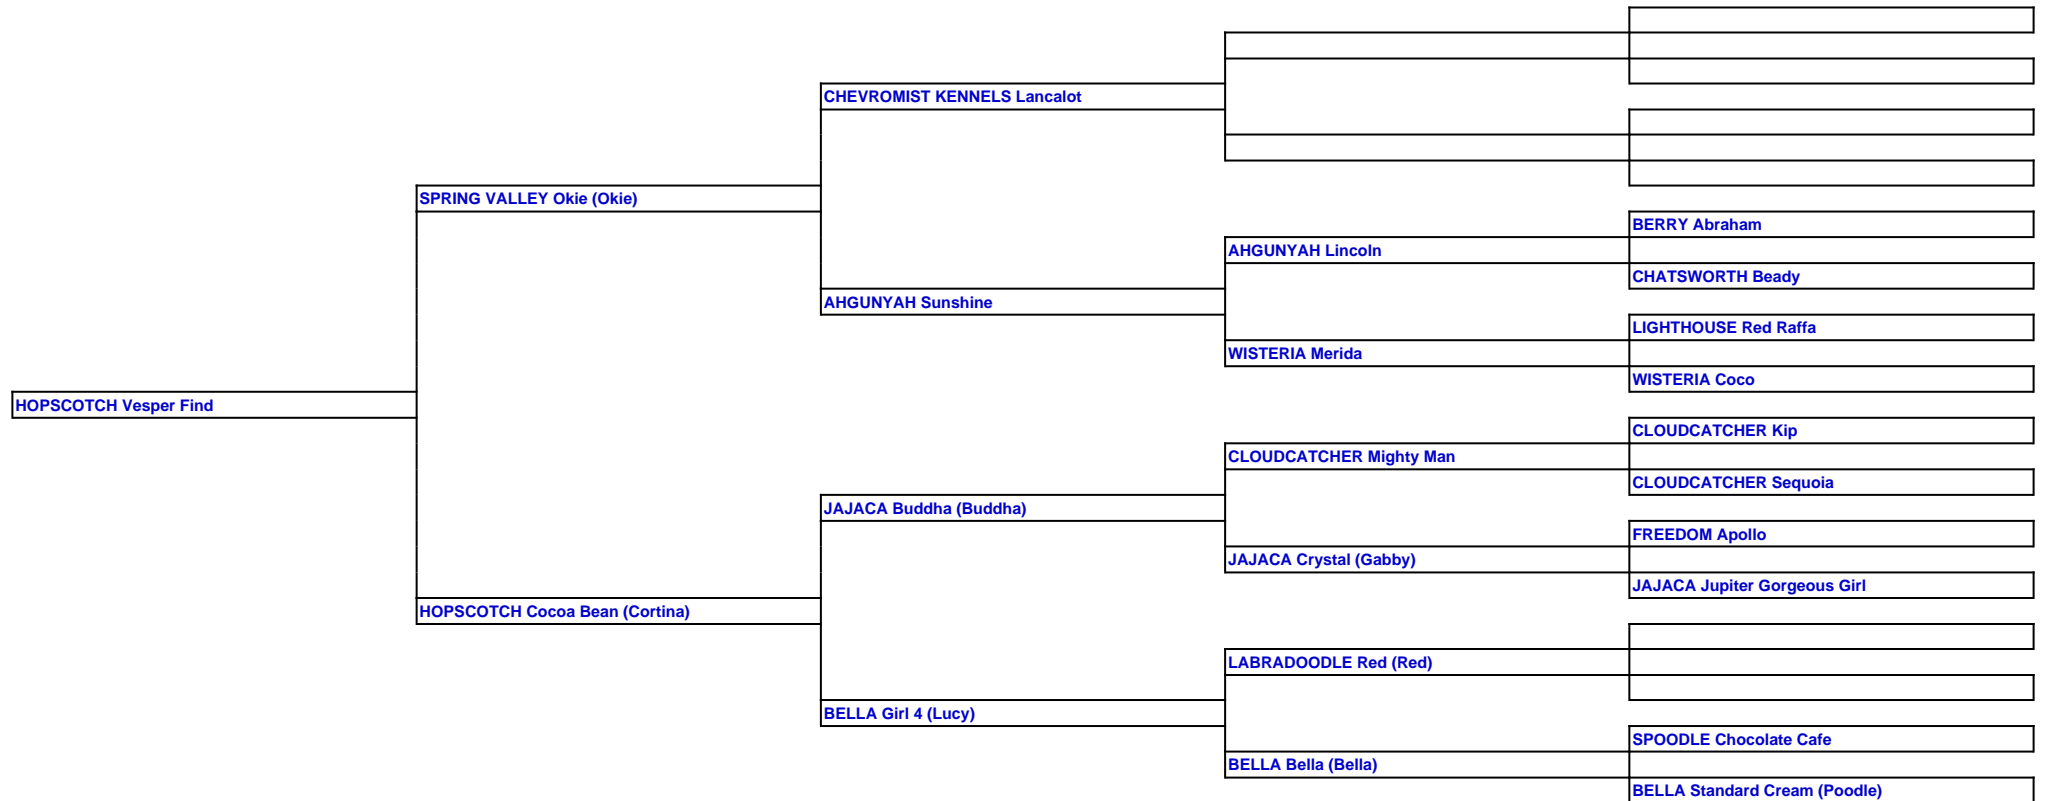 CHEVROMIST KENNELS Lancalot
SPRING VALLEY Okie (Okie)
BERRY Abraham
AHGUNYAH Lincoln
CHATSWORTH Beady
AHGUNYAH Sunshine
LIGHTHOUSE Red Raffa
WISTERIA Merida
WISTERIA Coco
HOPSCOTCH Vesper Find
CLOUDCATCHER Kip
CLOUDCATCHER Mighty Man
CLOUDCATCHER Sequoia
JAJACA Buddha (Buddha)
FREEDOM Apollo
JAJACA Crystal (Gabby)
JAJACA Jupiter Gorgeous Girl
HOPSCOTCH Cocoa Bean (Cortina)
LABRADOODLE Red (Red)
BELLA Girl 4 (Lucy)
SPOODLE Chocolate Cafe
BELLA Bella (Bella)
BELLA Standard Cream (Poodle)